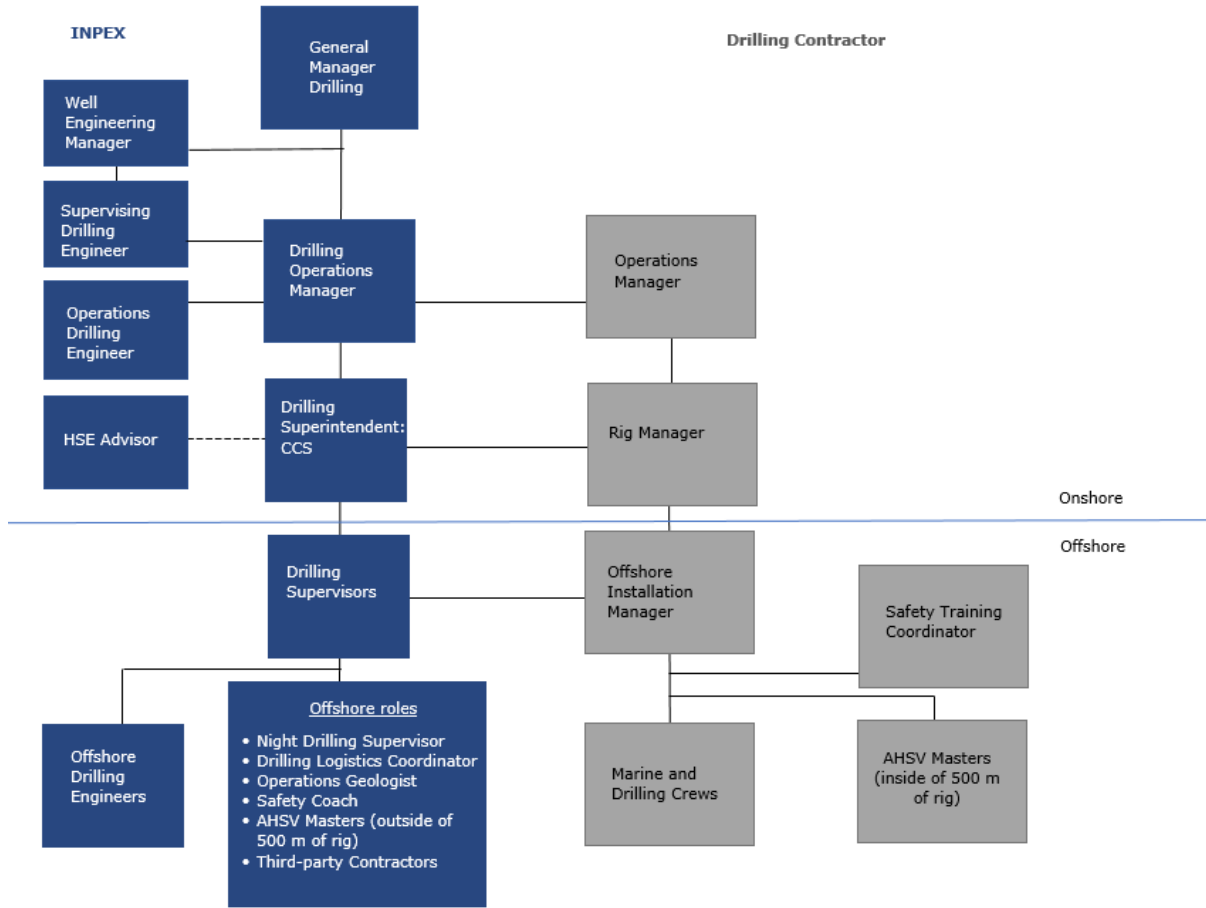 INPEX
Drilling Contractor
General
Manager
Drilling
Well
Engineering
Manager
Supervising
Drilling
Engineer
Drilling
Operations
Manager
Operations
Manager
Operations
Drilling
Engineer
HSE Advisor
Drilling
Superintendent:
CCS
Rig Manager
Onshore
Offshore
Drilling
Supervisors
Offshore
Installation
Manager
Safety Training
Coordinator
Offshore
Drilling
Engineers
Offshore roles
• Night Drilling Supervisor
• Drilling Logistics Coordinator
• Operations Geologist
• Safety Coach
• AHSV Masters (outside of
500 m of rig)
• Third-party Contractors
Marine and
Drilling Crews
AHSV Masters
(inside of 500 m
of rig)